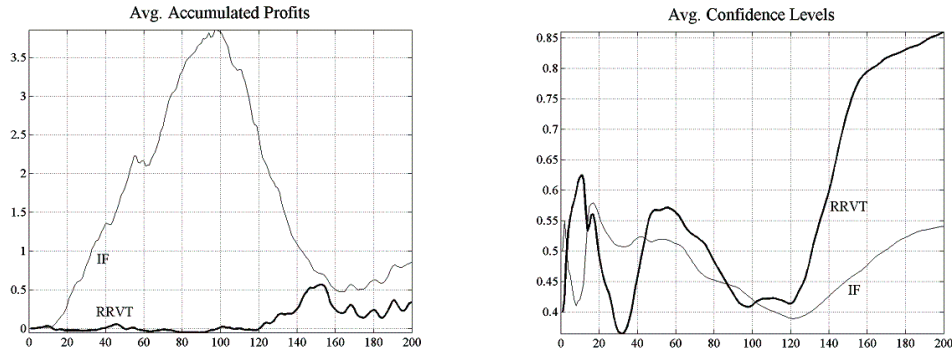 Avg. Accumulated Profits
3.5
3
2.5
2
1.5
1
0.5
0
IF
RRVT
0 20 40 60 80 100 120 140 160 180 200
Avg. Confidence Levels
0.85
0.8
0.75
0.7
0.65
0.6
0.55
0.5
0.45
0.4
RRVT
IF
0 20 40 60 80 100 120 140 160 180 200